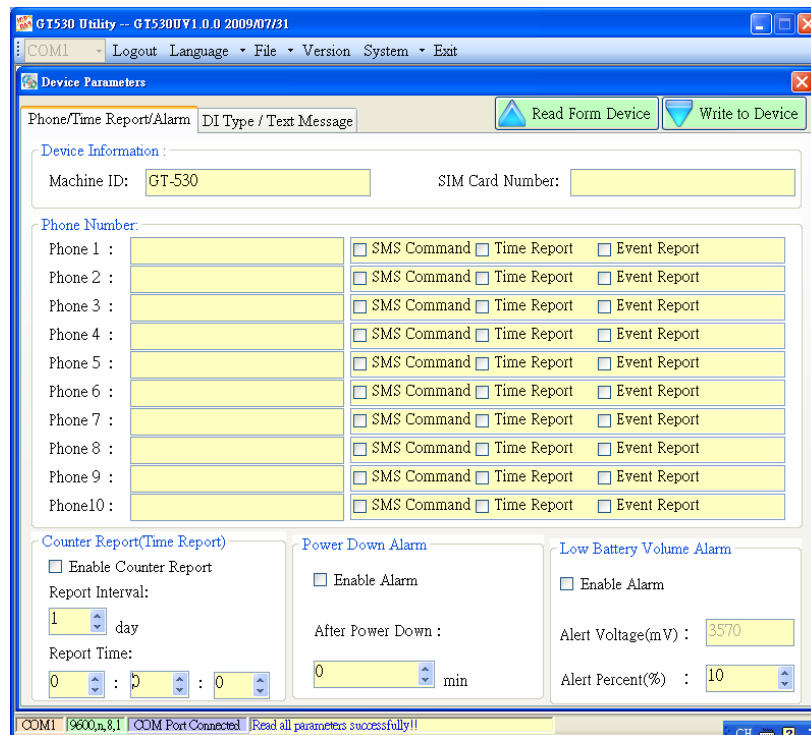 GT530 Utility -- GT530UV1.0.0 2009/07/31
COM1 Logout Language File Version System Exit
Device Parameters
Phone/Time Report/Alarm DI Type / Text Message Read Form Device Write to Device
Device Information :
Machine ID: GT-530 SIM Card Number:
Phone Number:
Phone 1 : SMS Command Time Report Event Report
Phone 2 : SMS Command Time Report Event Report
Phone 3 : SMS Command Time Report Event Report
Phone 4 : SMS Command Time Report Event Report
Phone 5 : SMS Command Time Report Event Report
Phone 6 : SMS Command Time Report Event Report
Phone 7 : SMS Command Time Report Event Report
Phone 8 : SMS Command Time Report Event Report
Phone 9 : SMS Command Time Report Event Report
Phone10 : SMS Command Time Report Event Report
Counter Report(Time Report)
Enable Counter Report
Report Interval:
1 day
Report Time:
0 : 0 : 0
Power Down Alarm
Enable Alarm
After Power Down :
0 min
Low Battery Volume Alarm
Enable Alarm
Alert Voltage(mV) : 3570
Alert Percent(%) : 10
COM1 9600,n,8,1 COM Port Connected Read all parameters successfully!!
CH